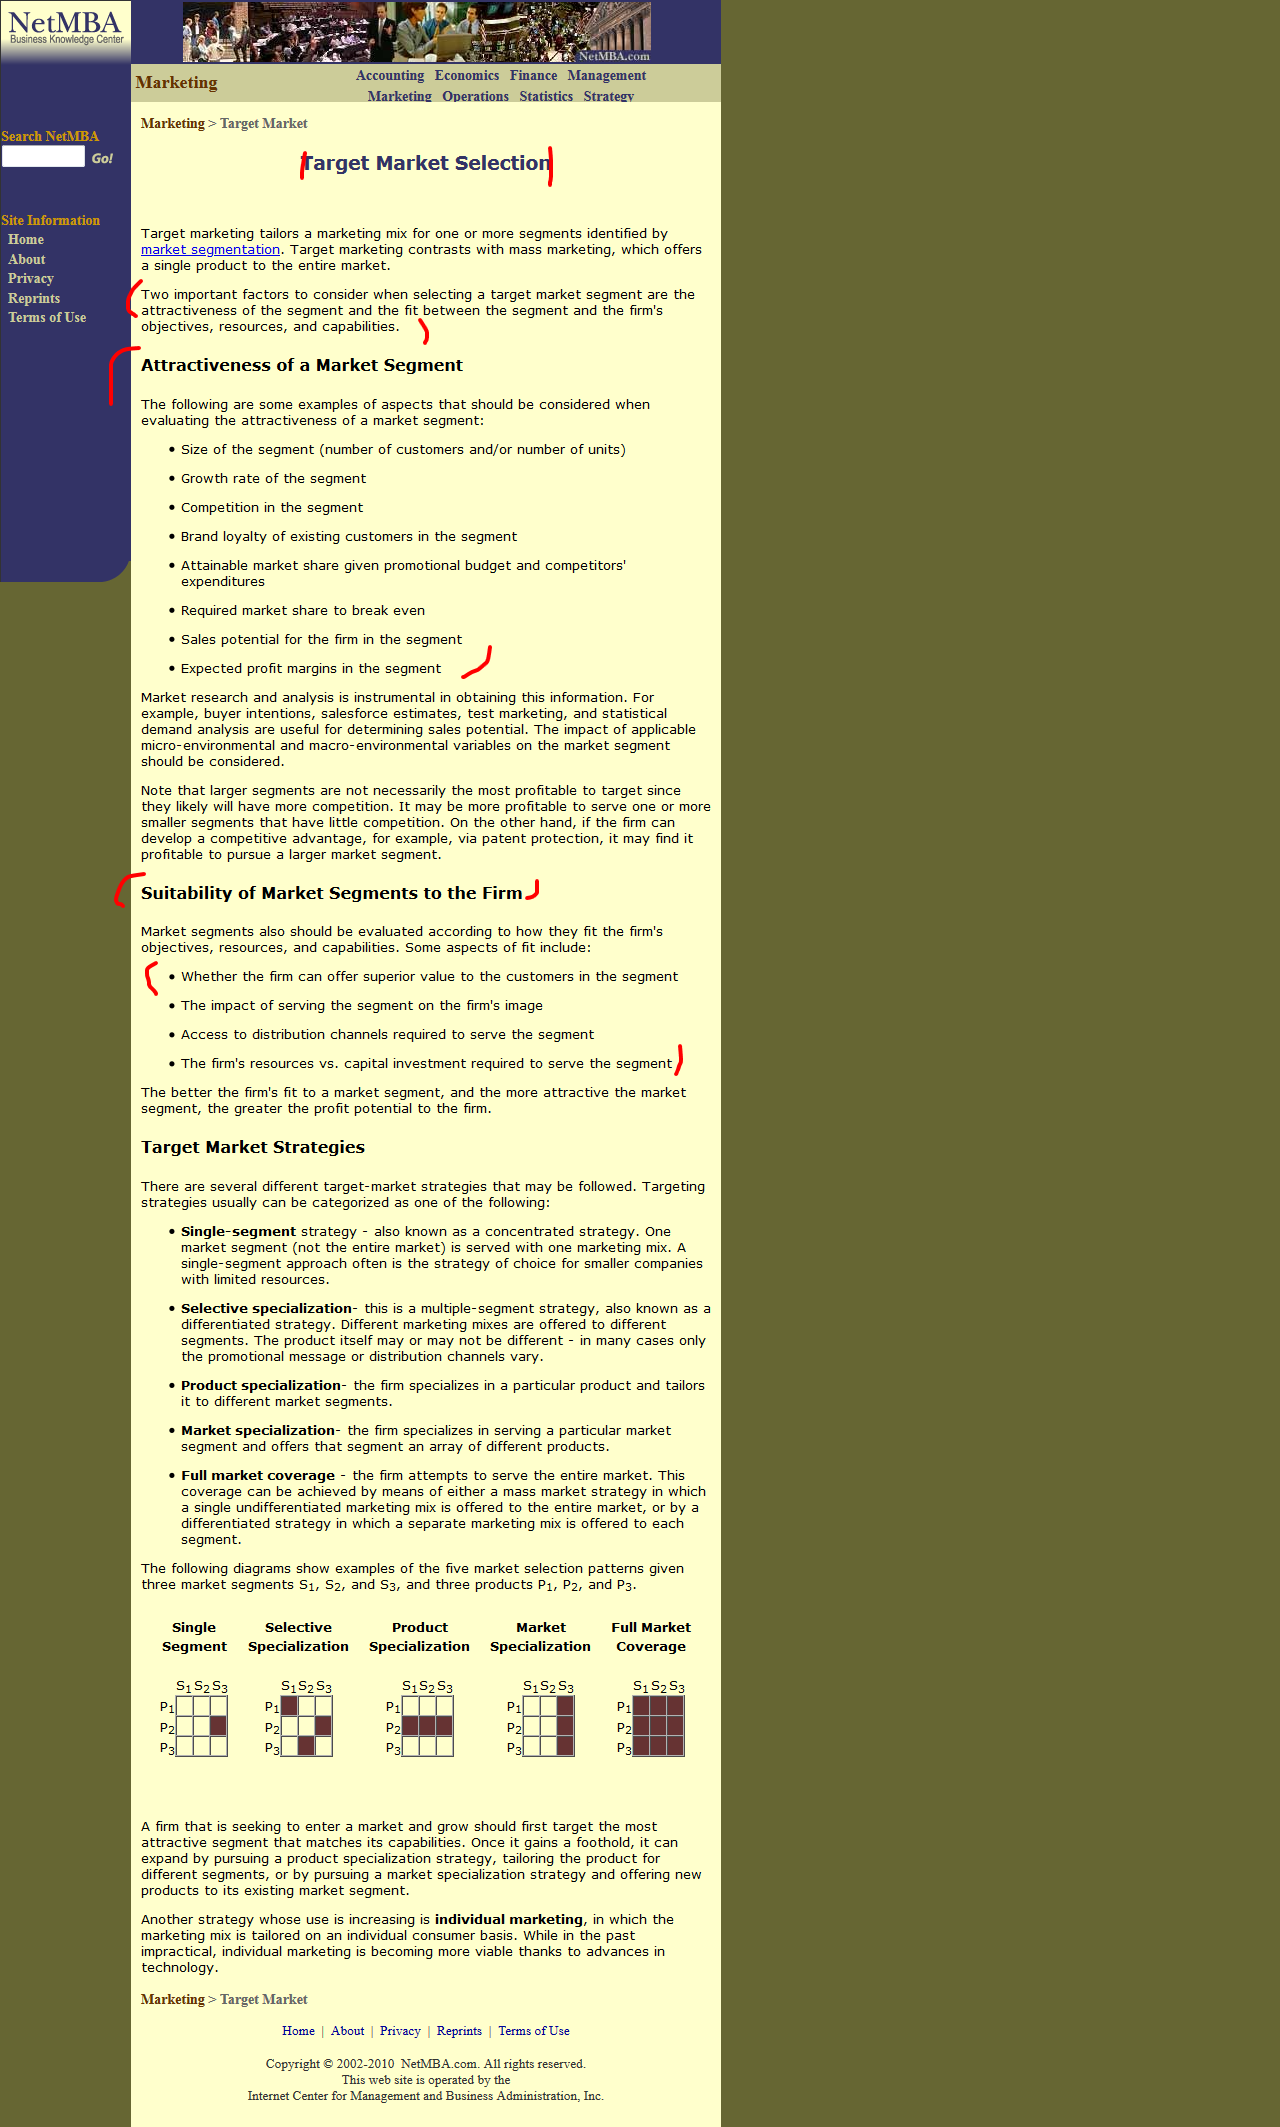 NetMBA
Business Knowledge Center
NetMBA.com
Marketing
Accounting Economics Finance Management
Marketing Operations Statistics Strategy
Search NetMBA
Go!
Site Information
Home
About
Privacy
Reprints
Terms of Use
Marketing > Target Market
Target Market Selection
Target marketing tailors a marketing mix for one or more segments identified by
market segmentation. Target marketing contrasts with mass marketing, which offers
a single product to the entire market.
Two important factors to consider when selecting a target market segment are the
attractiveness of the segment and the fit between the segment and the firm's
objectives, resources, and capabilities.
Attractiveness of a Market Segment
The following are some examples of aspects that should be considered when
evaluating the attractiveness of a market segment:
• Size of the segment (number of customers and/or number of units)
• Growth rate of the segment
• Competition in the segment
• Brand loyalty of existing customers in the segment
• Attainable market share given promotional budget and competitors'
expenditures
• Required market share to break even
• Sales potential for the firm in the segment
• Expected profit margins in the segment
Market research and analysis is instrumental in obtaining this information. For
example, buyer intentions, salesforce estimates, test marketing, and statistical
demand analysis are useful for determining sales potential. The impact of applicable
micro-environmental and macro-environmental variables on the market segment
should be considered.
Note that larger segments are not necessarily the most profitable to target since
they likely will have more competition. It may be more profitable to serve one or more
smaller segments that have little competition. On the other hand, if the firm can
develop a competitive advantage, for example, via patent protection, it may find it
profitable to pursue a larger market segment.
Suitability of Market Segments to the Firm
Market segments also should be evaluated according to how they fit the firm's
objectives, resources, and capabilities. Some aspects of fit include:
• Whether the firm can offer superior value to the customers in the segment
• The impact of serving the segment on the firm's image
• Access to distribution channels required to serve the segment
• The firm's resources vs. capital investment required to serve the segment
The better the firm's fit to a market segment, and the more attractive the market
segment, the greater the profit potential to the firm.
Target Market Strategies
There are several different target-market strategies that may be followed. Targeting
strategies usually can be categorized as one of the following:
• Single-segment strategy - also known as a concentrated strategy. One
market segment (not the entire market) is served with one marketing mix. A
single-segment approach often is the strategy of choice for smaller companies
with limited resources.
• Selective specialization- this is a multiple-segment strategy, also known as a
differentiated strategy. Different marketing mixes are offered to different
segments. The product itself may or may not be different - in many cases only
the promotional message or distribution channels vary.
• Product specialization- the firm specializes in a particular product and tailors
it to different market segments.
• Market specialization- the firm specializes in serving a particular market
segment and offers that segment an array of different products.
• Full market coverage - the firm attempts to serve the entire market. This
coverage can be achieved by means of either a mass market strategy in which
a single undifferentiated marketing mix is offered to the entire market, or by a
differentiated strategy in which a separate marketing mix is offered to each
segment.
The following diagrams show examples of the five market selection patterns given
three market segments S1, S2, and S3, and three products P1, P2, and P3.
Single Selective Product Market Full Market
Segment Specialization Specialization Specialization Coverage
S1 S2 S3 S1 S2 S3 S1 S2 S3 S1 S2 S3 S1 S2 S3
P1 P1 P1 P1 P1
P2 P2 P2 P2 P2
P3 P3 P3 P3 P3
A firm that is seeking to enter a market and grow should first target the most
attractive segment that matches its capabilities. Once it gains a foothold, it can
expand by pursuing a product specialization strategy, tailoring the product for
different segments, or by pursuing a market specialization strategy and offering new
products to its existing market segment.
Another strategy whose use is increasing is individual marketing, in which the
marketing mix is tailored on an individual consumer basis. While in the past
impractical, individual marketing is becoming more viable thanks to advances in
technology.
Marketing > Target Market
Home | About | Privacy | Reprints | Terms of Use
Copyright © 2002-2010 NetMBA.com. All rights reserved.
This web site is operated by the
Internet Center for Management and Business Administration, Inc.